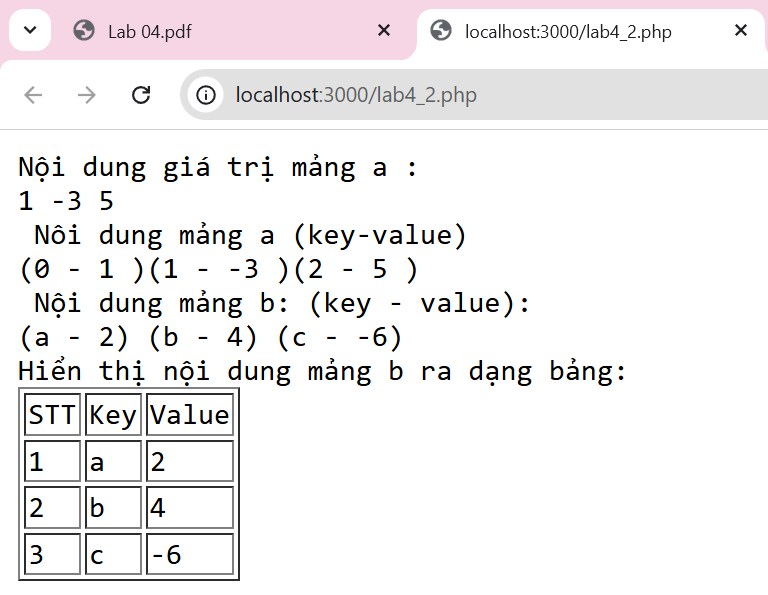 Lab 04.pdf
localhost:3000/lab4_2.php
localhost:3000/lab4_2.php
Nội dung giá trị mảng a :
1 -3 5
Nôi dung mảng a (key-value)
(0 - 1 )(1 - -3 )(2 - 5 )
Nội dung mảng b: (key - value):
(a - 2) (b - 4) (c - -6)
Hiển thị nội dung mảng b ra dạng bảng:
STT Key Value
1 a 2
2 b 4
3 c -6